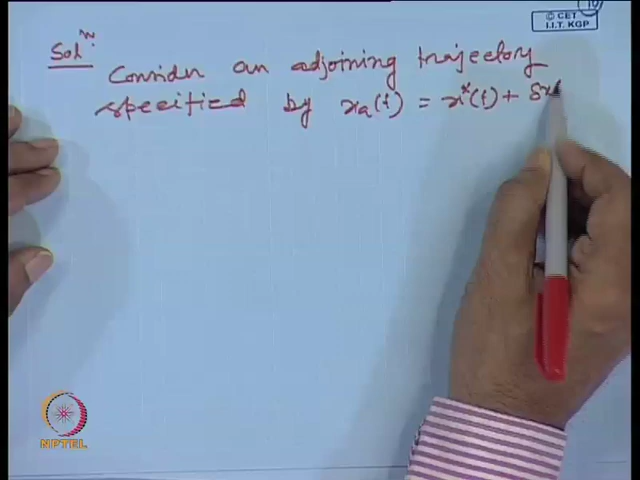 © CET
I.I.T. KGP
Solⁿ:
Consider an adjoining trajectory
specified by xₐ(t) = x*(t) + δx
NPTEL